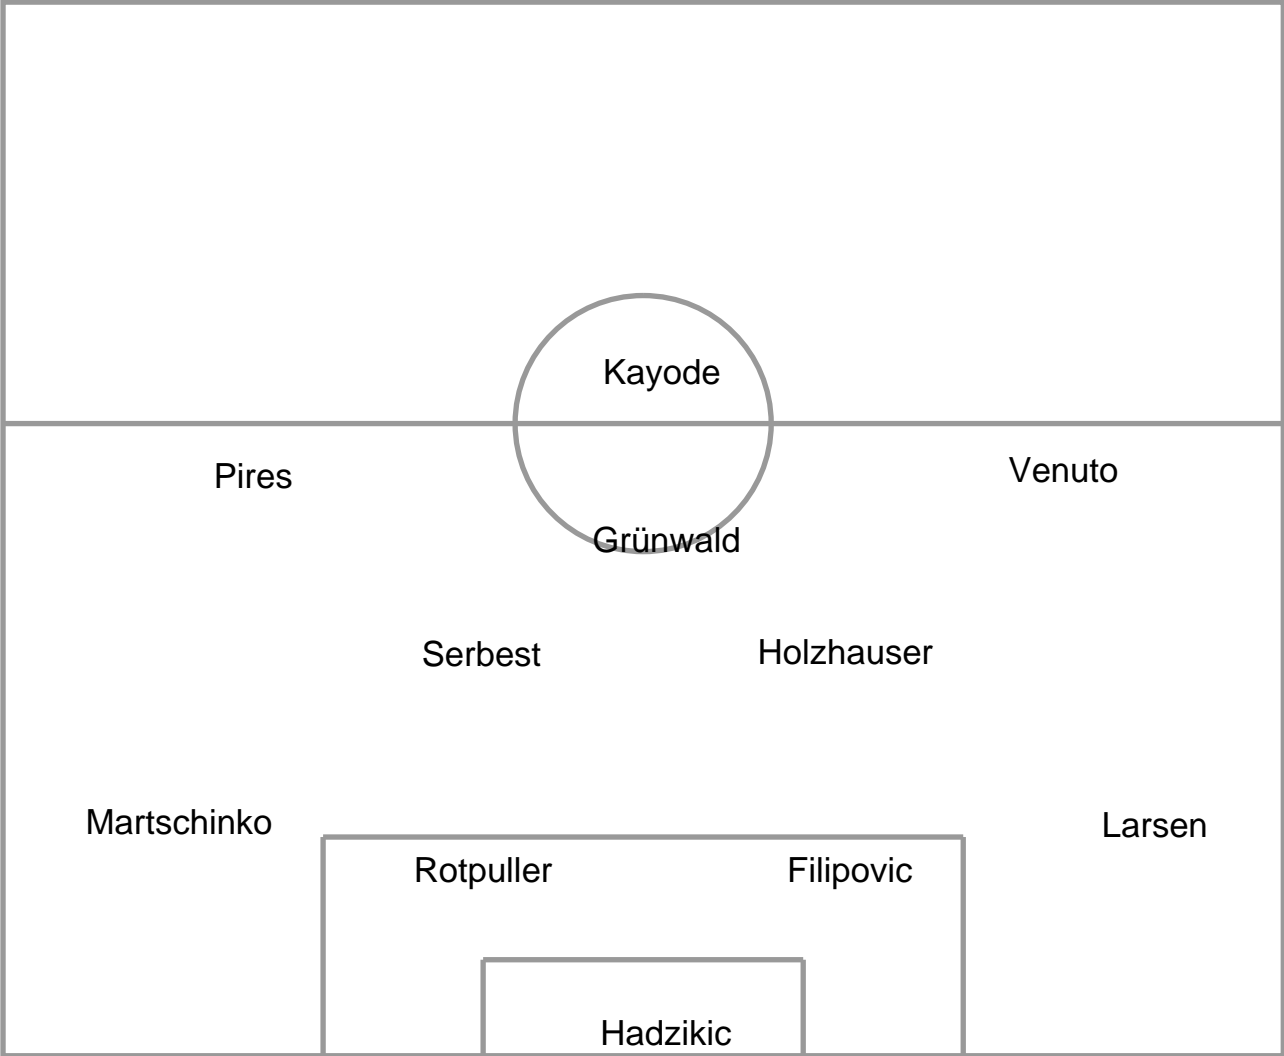 Kayode
Pires
Venuto
Grünwald
Serbest
Holzhauser
Martschinko
Larsen
Rotpuller
Filipovic
Hadzikic